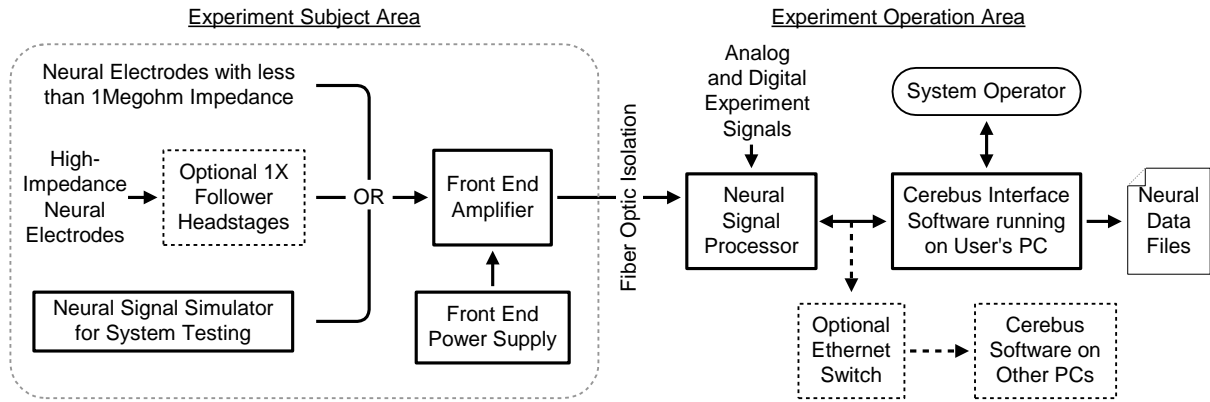 Experiment Subject Area
Experiment Operation Area
Neural Electrodes with less
than 1Megohm Impedance
High-
Impedance
Neural
Electrodes
Optional 1X
Follower
Headstages
OR
Neural Signal Simulator
for System Testing
Front End
Amplifier
Front End
Power Supply
Fiber Optic Isolation
Analog
and Digital
Experiment
Signals
Neural
Signal
Processor
System Operator
Cerebus Interface
Software running
on User's PC
Neural
Data
Files
Optional
Ethernet
Switch
Cerebus
Software on
Other PCs